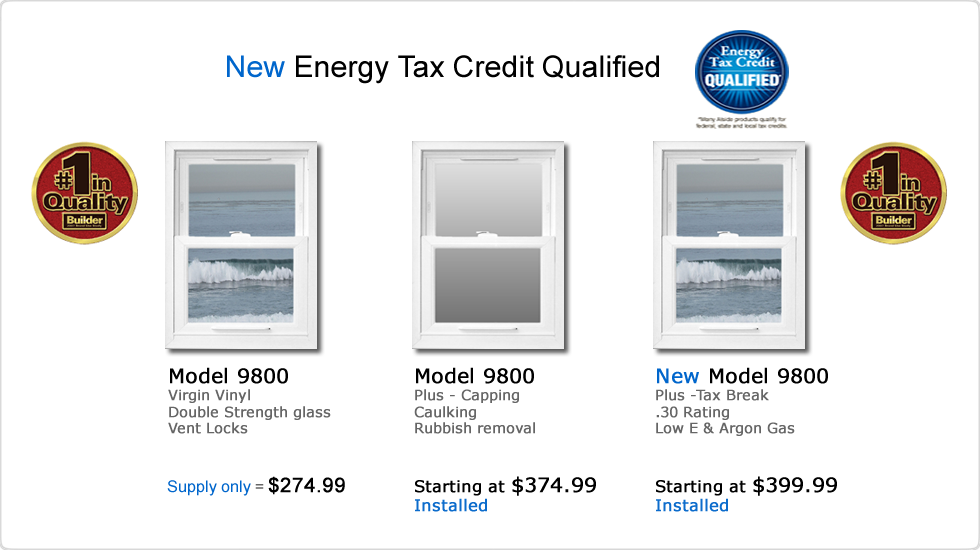 New Energy Tax Credit Qualified
Energy
Tax Credit
QUALIFIED*
*Many Alside products qualify for
federal, state and local tax credits.
#1 in
Quality
Builder
#1 in
Quality
Builder
Model 9800
Virgin Vinyl
Double Strength glass
Vent Locks
Supply only = $274.99
Model 9800
Plus - Capping
Caulking
Rubbish removal
Starting at $374.99
Installed
New Model 9800
Plus -Tax Break
.30 Rating
Low E & Argon Gas
Starting at $399.99
Installed